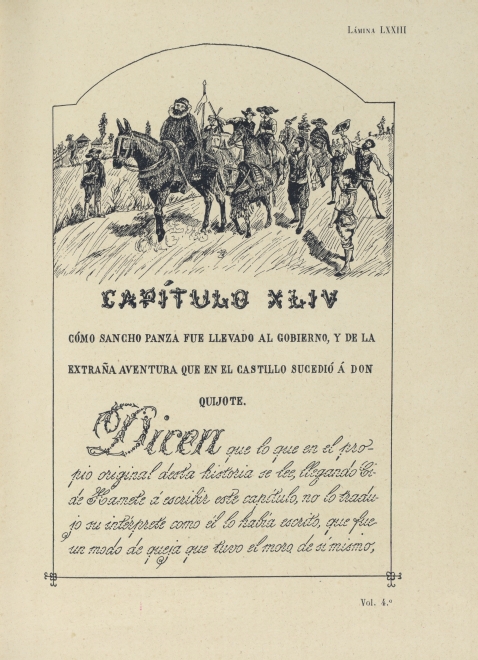 Lámina LXXIII
CAPÍTULO XLIV
CÓMO SANCHO PANZA FUE LLEVADO AL GOBIERNO, Y DE LA
EXTRAÑA AVENTURA QUE EN EL CASTILLO SUCEDIÓ Á DON
QUIJOTE.
Dicen que lo que en el pro-
pio original desta historia se lee, llegando Ci-
de Hamete á escribir este capítulo, no lo tradu-
jo su intérprete como él lo había escrito, que fue
un modo de queja que tuvo el moro de sí mismo,
Vol. 4.º